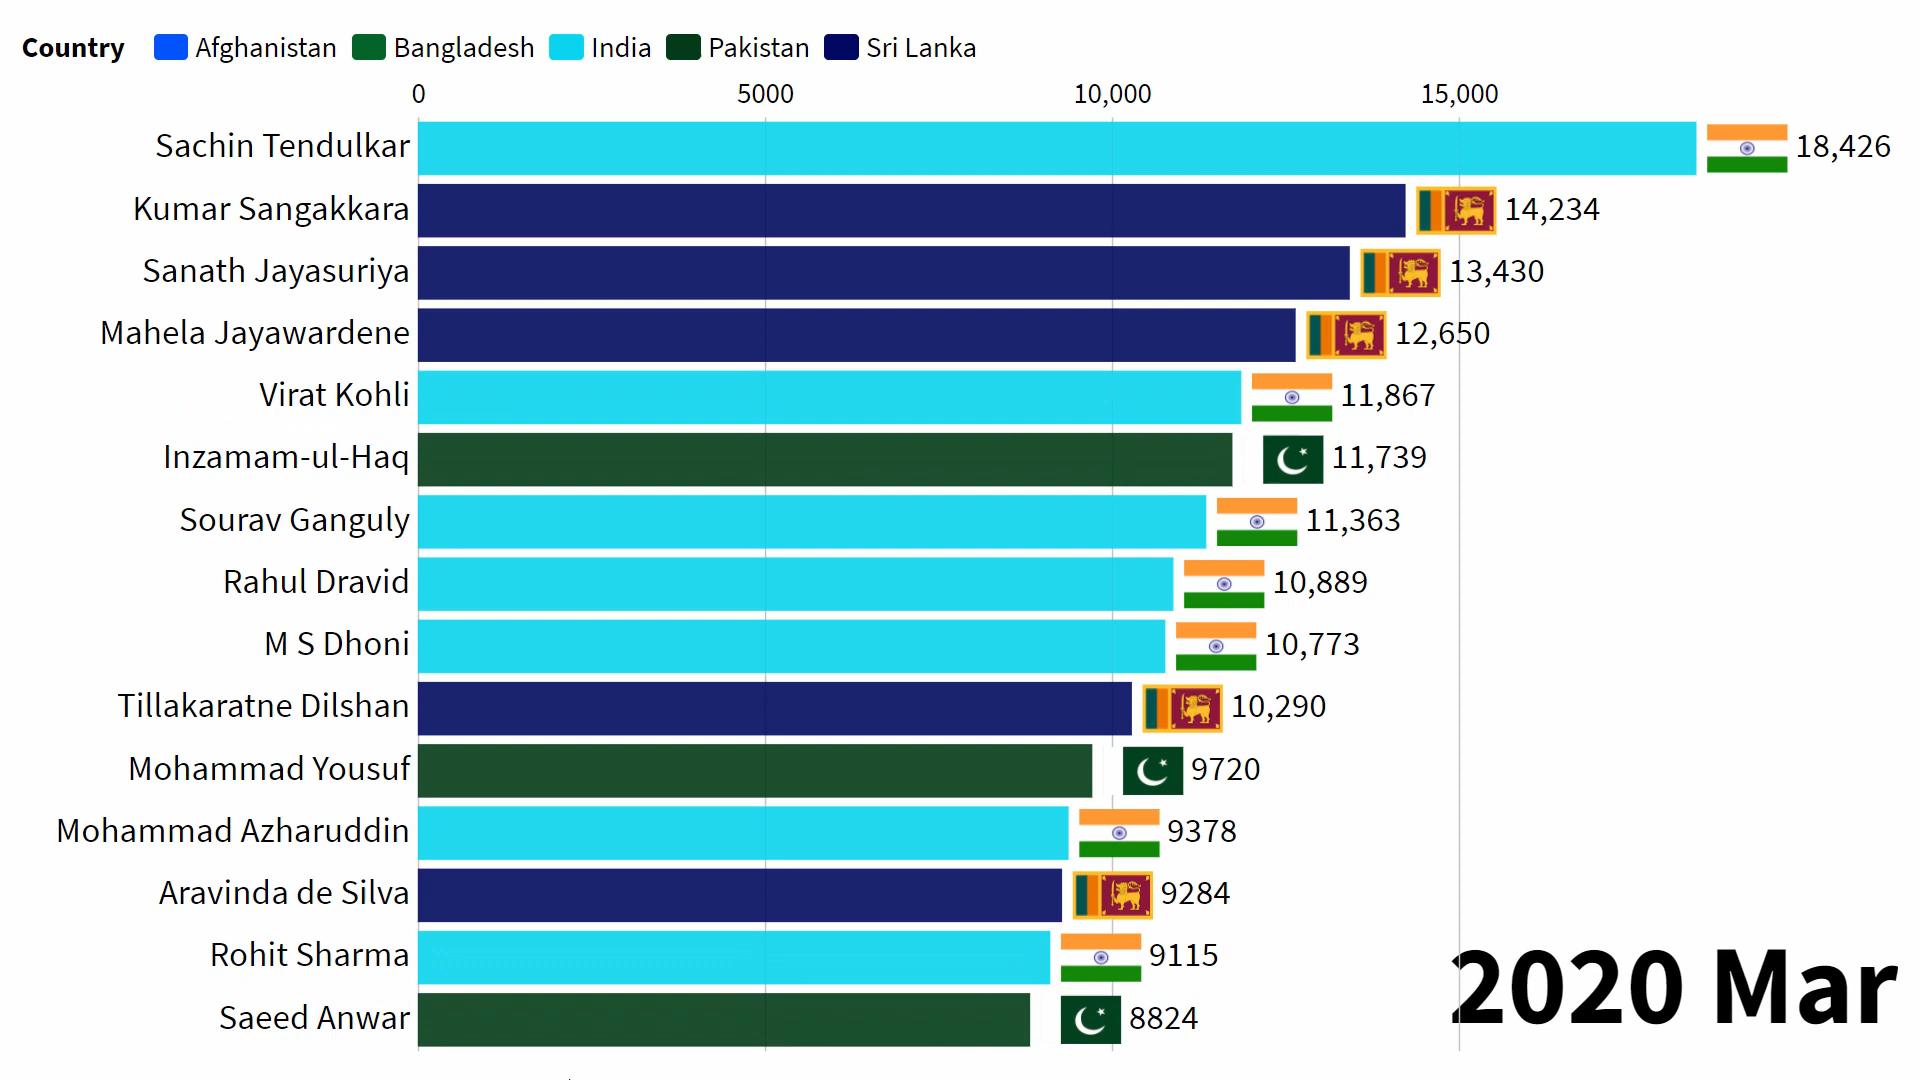 Country Afghanistan Bangladesh India Pakistan Sri Lanka
0 5000 10,000 15,000
Sachin Tendulkar 18,426
Kumar Sangakkara 14,234
Sanath Jayasuriya 13,430
Mahela Jayawardene 12,650
Virat Kohli 11,867
Inzamam-ul-Haq 11,739
Sourav Ganguly 11,363
Rahul Dravid 10,889
M S Dhoni 10,773
Tillakaratne Dilshan 10,290
Mohammad Yousuf 9720
Mohammad Azharuddin 9378
Aravinda de Silva 9284
Rohit Sharma 9115
Saeed Anwar 8824
2020 Mar